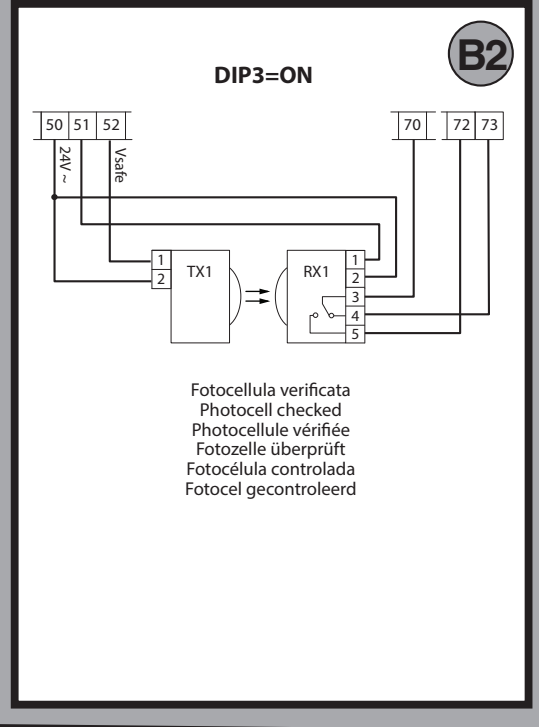 B2
DIP3=ON
50 51 52
70 72 73
24V ~
Vsafe
1
2
TX1
RX1
1
2
3
4
5
Fotocellula verificata
Photocell checked
Photocellule vérifiée
Fotozelle überprüft
Fotocélula controlada
Fotocel gecontroleerd